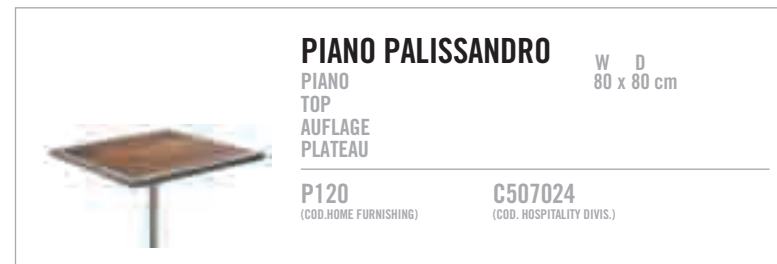 PIANO PALISSANDRO
W D
80 x 80 cm
PIANO
TOP
AUFLAGE
PLATEAU
P120
(COD.HOME FURNISHING)
C507024
(COD. HOSPITALITY DIVIS.)